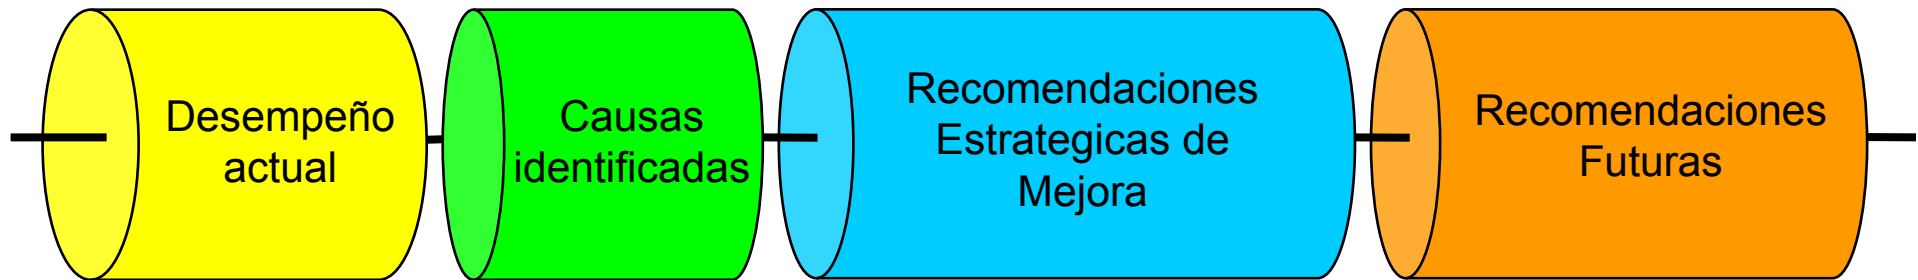 Desempeño
actual
Causas
identificadas
Recomendaciones
Estrategicas de
Mejora
Recomendaciones
Futuras